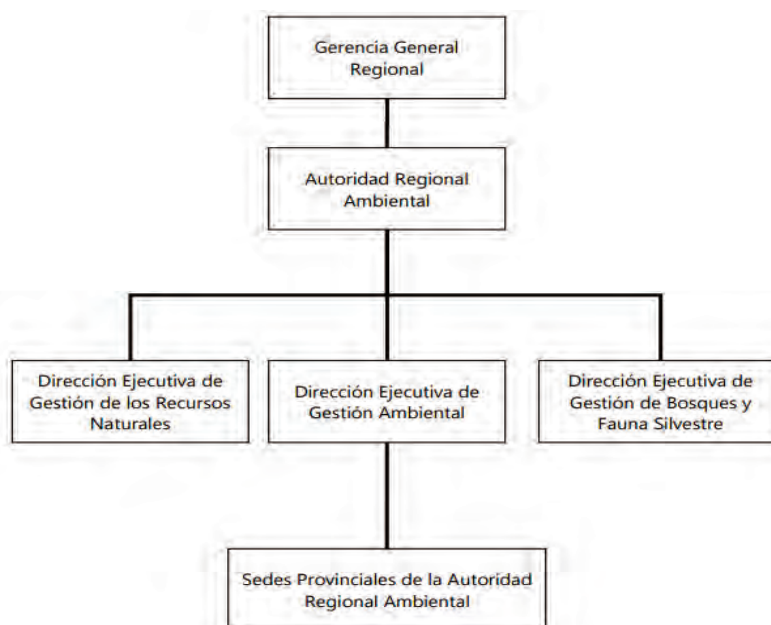 Gerencia General
Regional
Autoridad Regional
Ambiental
Dirección Ejecutiva de
Gestión de los Recursos
Naturales
Dirección Ejecutiva de
Gestión Ambiental
Dirección Ejecutiva de
Gestión de Bosques y
Fauna Silvestre
Sedes Provinciales de la Autoridad
Regional Ambiental